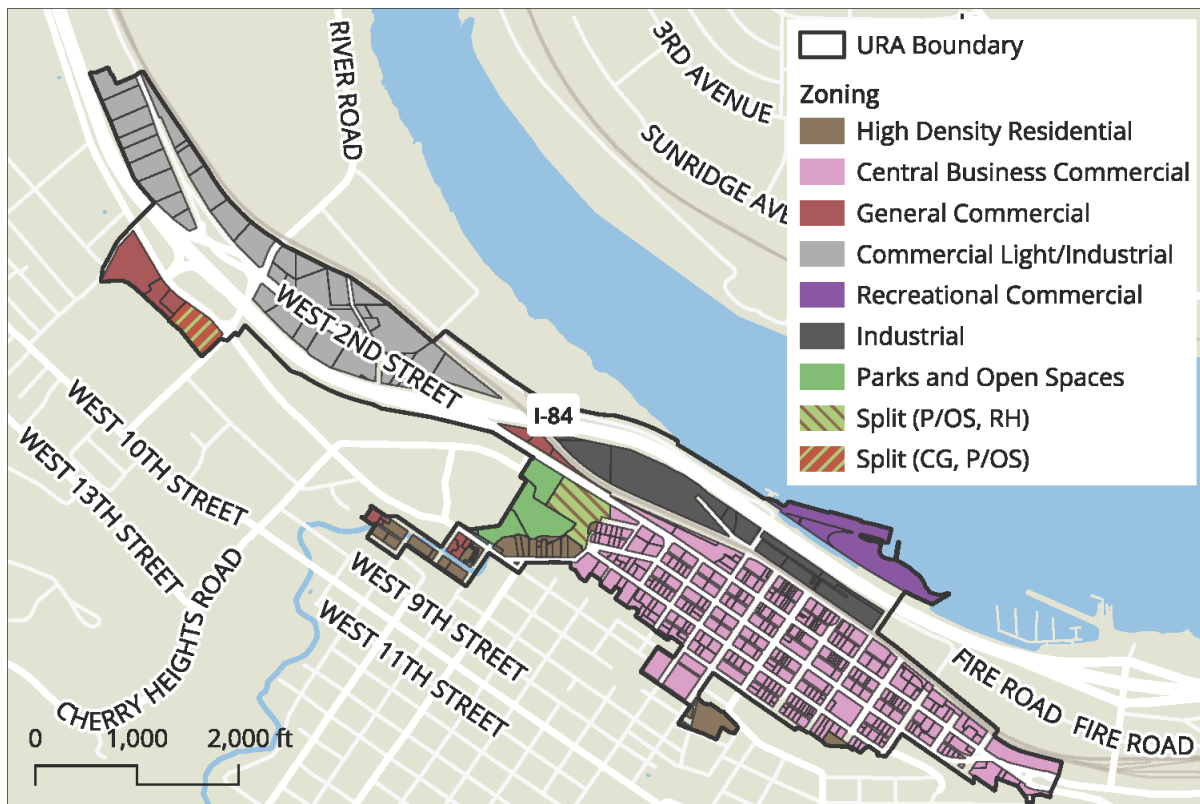 RIVER ROAD
3RD AVENUE
SUNRIDGE AVE
URA Boundary
Zoning
High Density Residential
Central Business Commercial
General Commercial
Commercial Light/Industrial
Recreational Commercial
Industrial
Parks and Open Spaces
Split (P/OS, RH)
Split (CG, P/OS)
WEST 2ND STREET
I-84
WEST 10TH STREET
WEST 13TH STREET
CHERRY HEIGHTS ROAD
WEST 9TH STREET
WEST 11TH STREET
FIRE ROAD
FIRE ROAD
0 1,000 2,000 ft